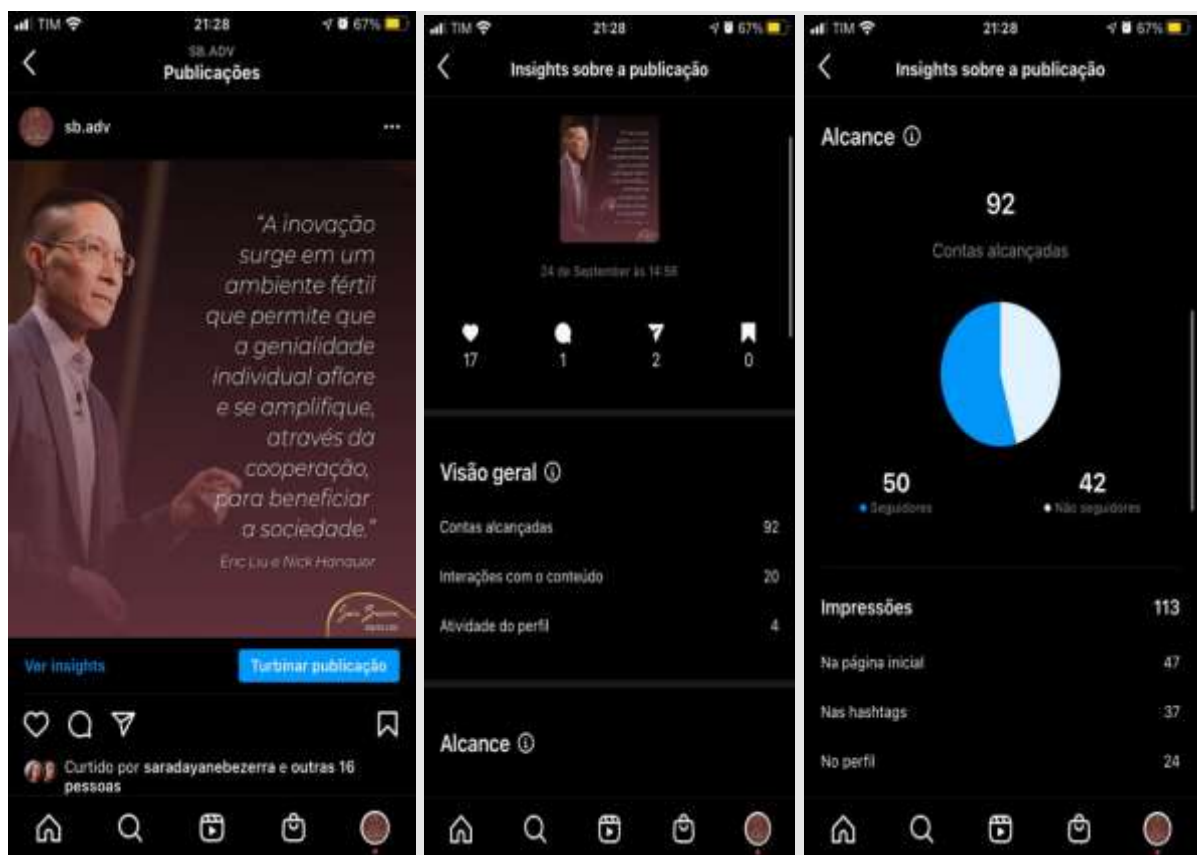 TIM 21:28 67%
SB.ADV
Publicações
sb.adv
“A inovação
surge em um
ambiente fértil
que permite que
a genialidade
individual aflore
e se amplifique,
através da
cooperação,
para beneficiar
a sociedade.”
Eric Liu e Nick Hanauer
Ver insights
Turbinar publicação
Curtido por saradayanebezerra e outras 16
pessoas
TIM 21:28 67%
Insights sobre a publicação
24 de September às 14:58
17 1 2 0
Visão geral
Contas alcançadas 92
Interações com o conteúdo 20
Atividade do perfil 4
Alcance
TIM 21:28 67%
Insights sobre a publicação
Alcance
92
Contas alcançadas
50 42
Seguidores Não seguidores
Impressões 113
Na página inicial 47
Nas hashtags 37
No perfil 24